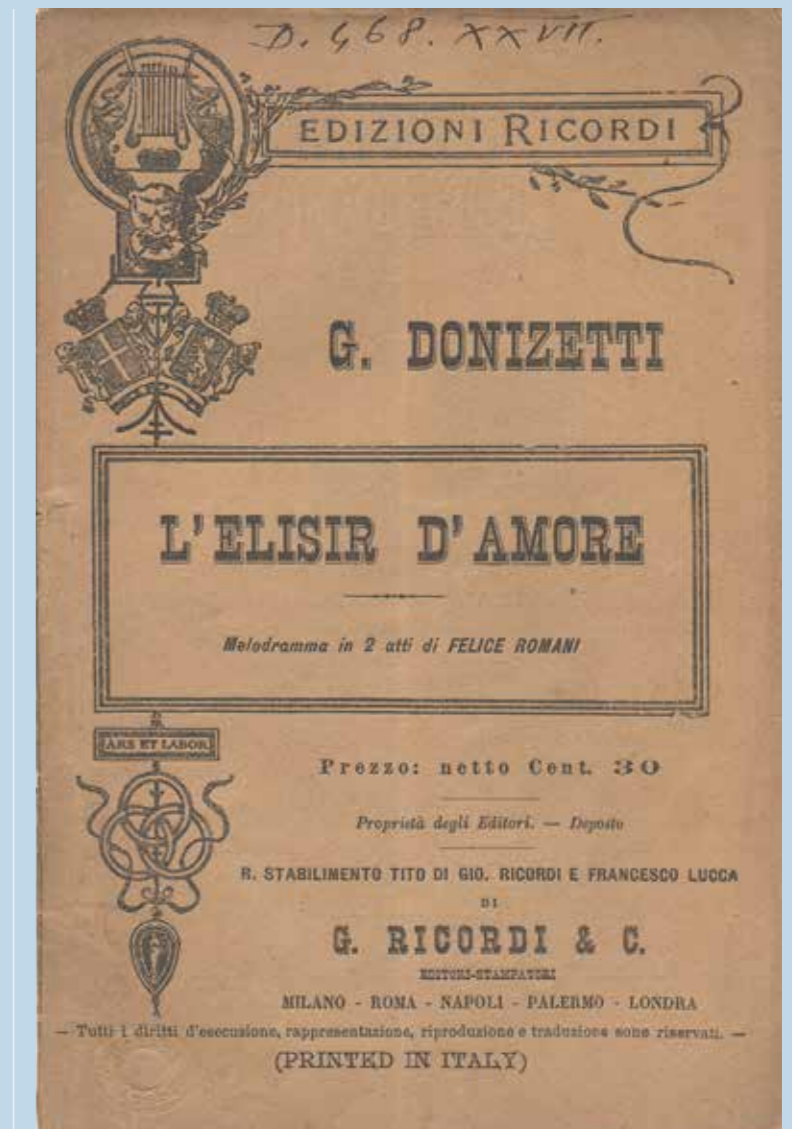 D. 468. XXVII.
EDIZIONI RICORDI
G. DONIZETTI
L'ELISIR D'AMORE
Melodramma in 2 atti di FELICE ROMANI
ARS ET LABOR
Prezzo: netto Cent. 30
Proprietà degli Editori. — Deposto
R. STABILIMENTO TITO DI GIO. RICORDI E FRANCESCO LUCCA
DI
G. RICORDI & C.
EDITORI-STAMPATORI
MILANO - ROMA - NAPOLI - PALERMO - LONDRA
— Tutti i diritti d'esecuzione, rappresentazione, riproduzione e traduzione sono riservati. —
(PRINTED IN ITALY)